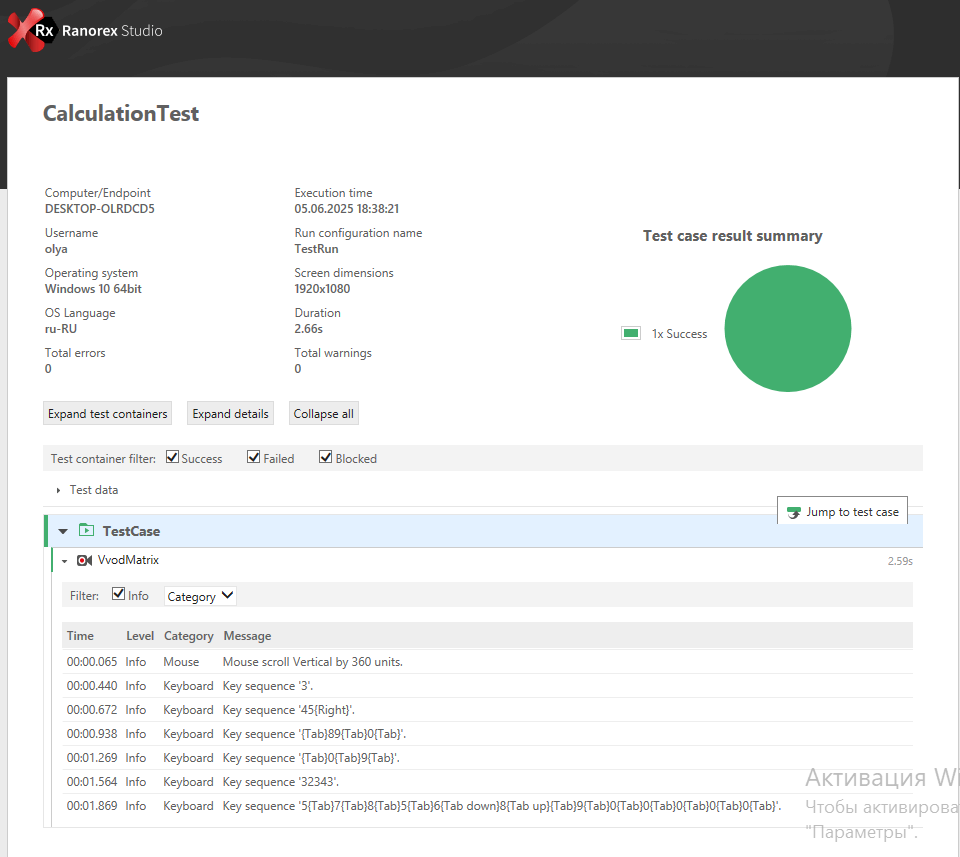 Rx Ranorex Studio
CalculationTest
Computer/Endpoint
DESKTOP-OLRDCD5
Execution time
05.06.2025 18:38:21
Username
olya
Run configuration name
TestRun
Operating system
Windows 10 64bit
Screen dimensions
1920x1080
OS Language
ru-RU
Duration
2.66s
Total errors
0
Total warnings
0
Test case result summary
1x Success
Expand test containers Expand details Collapse all
Test container filter: Success Failed Blocked
Test data
Jump to test case
TestCase
VvodMatrix 2.59s
Filter: Info Category
Time Level Category Message
00:00.065 Info Mouse Mouse scroll Vertical by 360 units.
00:00.440 Info Keyboard Key sequence '3'.
00:00.672 Info Keyboard Key sequence '45{Right}'.
00:00.938 Info Keyboard Key sequence '{Tab}89{Tab}0{Tab}'.
00:01.269 Info Keyboard Key sequence '{Tab}0{Tab}9{Tab}'.
00:01.564 Info Keyboard Key sequence '32343'.
00:01.869 Info Keyboard Key sequence '5{Tab}7{Tab}8{Tab}5{Tab}6{Tab down}8{Tab up}{Tab}9{Tab}0{Tab}0{Tab}0{Tab}0{Tab}0{Tab}'.
Активация Wi
Чтобы активирова
"Параметры".